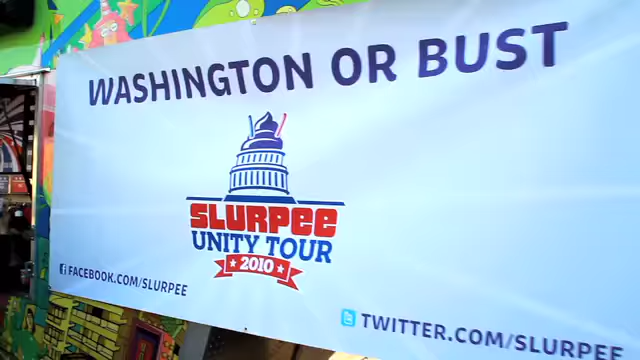 WASHINGTON OR BUST
SLURPEE
UNITY TOUR
2010
FACEBOOK.COM/SLURPEE
TWITTER.COM/SLURPEE